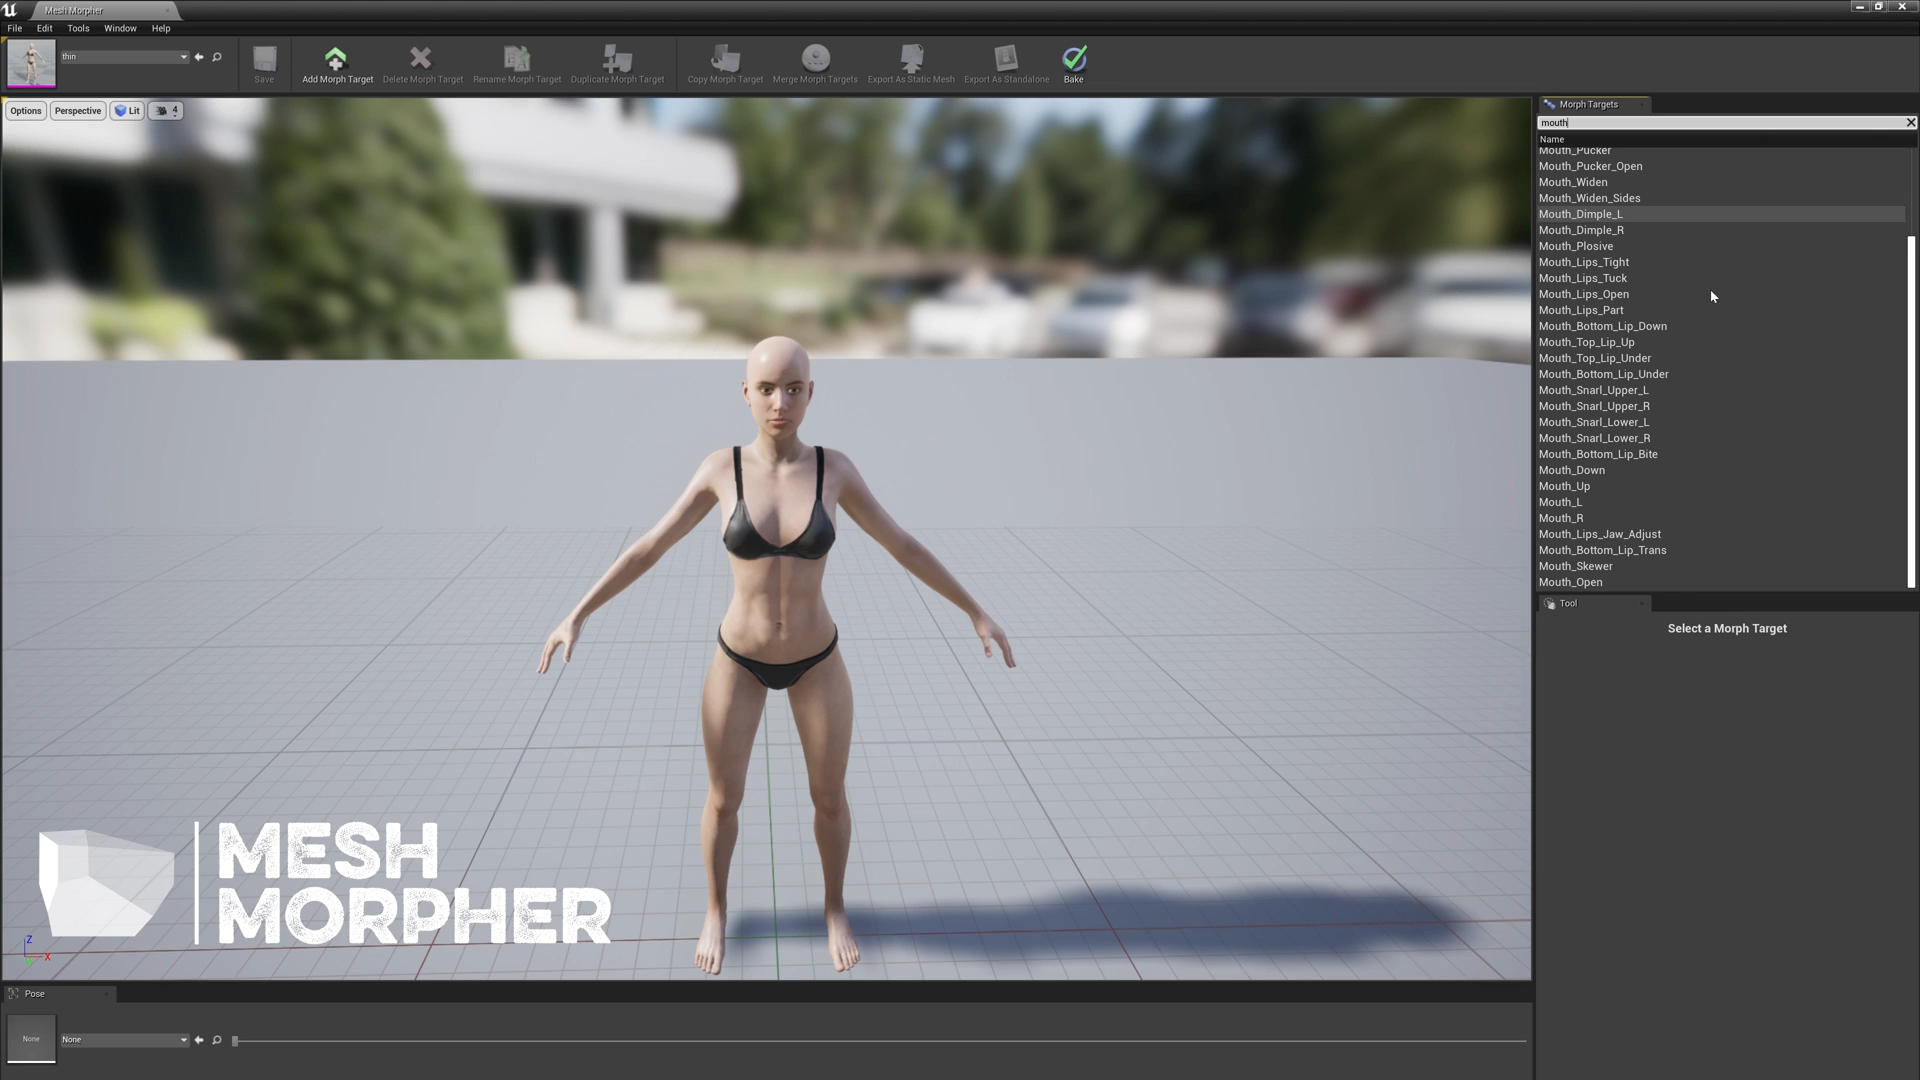 Mesh Morpher
File Edit Tools Window Help
thin
Save
Add Morph Target
Delete Morph Target
Rename Morph Target
Duplicate Morph Target
Copy Morph Target
Merge Morph Targets
Export As Static Mesh
Export As Standalone
Bake
Options
Perspective
Lit
4
Morph Targets
mouth
Name
Mouth_Pucker
Mouth_Pucker_Open
Mouth_Widen
Mouth_Widen_Sides
Mouth_Dimple_L
Mouth_Dimple_R
Mouth_Plosive
Mouth_Lips_Tight
Mouth_Lips_Tuck
Mouth_Lips_Open
Mouth_Lips_Part
Mouth_Bottom_Lip_Down
Mouth_Top_Lip_Up
Mouth_Top_Lip_Under
Mouth_Bottom_Lip_Under
Mouth_Snarl_Upper_L
Mouth_Snarl_Upper_R
Mouth_Snarl_Lower_L
Mouth_Snarl_Lower_R
Mouth_Bottom_Lip_Bite
Mouth_Down
Mouth_Up
Mouth_L
Mouth_R
Mouth_Lips_Jaw_Adjust
Mouth_Bottom_Lip_Trans
Mouth_Skewer
Mouth_Open
Tool
Select a Morph Target
MESH
MORPHER
Z
X
Pose
None
None